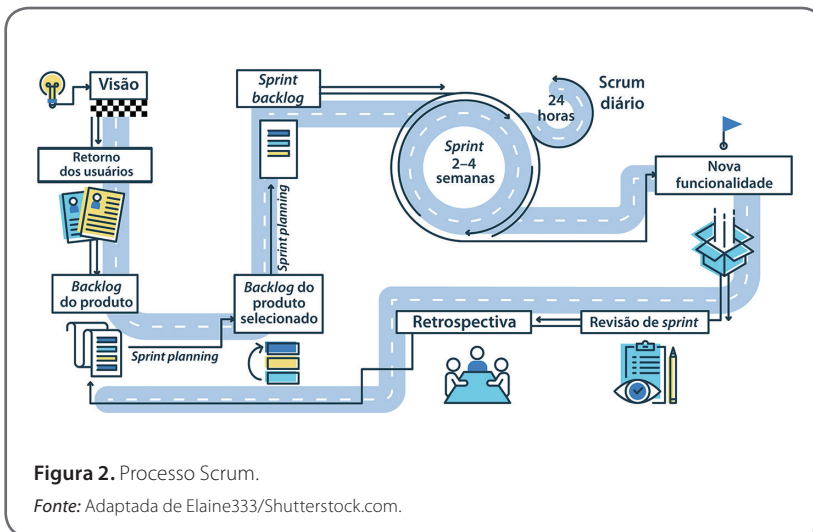 Visão
Retorno
dos usuários
Backlog
do produto
Sprint planning
Backlog do
produto
selecionado
Sprint planning
Sprint
backlog
Sprint
2–4
semanas
24
horas
Scrum
diário
Nova
funcionalidade
Revisão de sprint
Retrospectiva
Figura 2. Processo Scrum.
Fonte: Adaptada de Elaine333/Shutterstock.com.